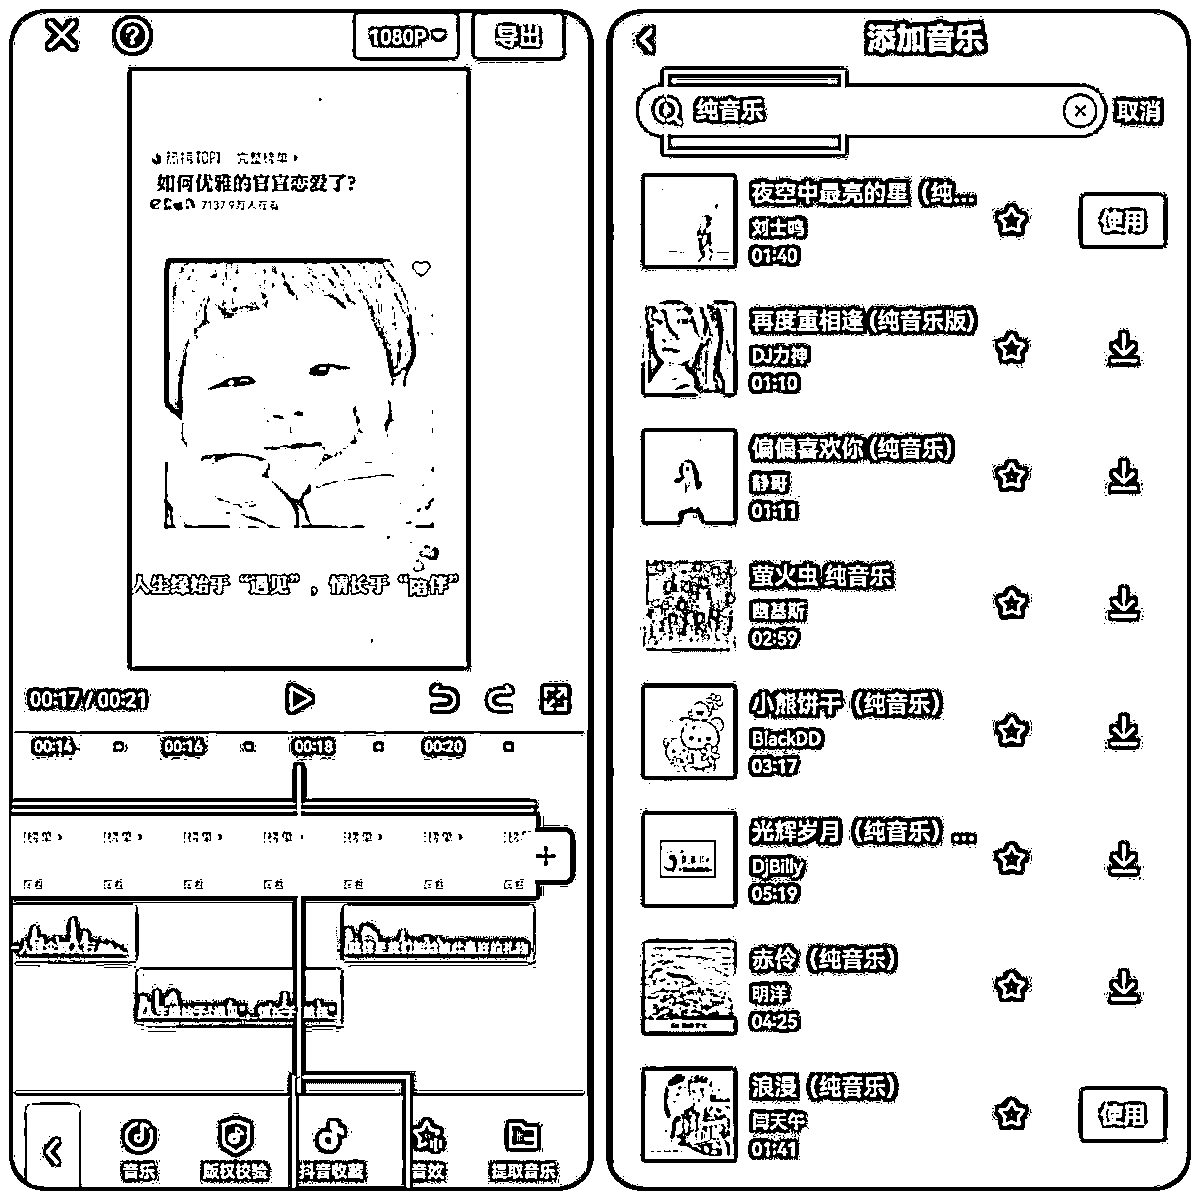 1080P
导出
热榜TOP1 完整榜单
如何优雅的官宣恋爱了?
7137.9万人在看
人生缘始于“遇见”，情长于“陪伴”
00:17/00:21
00:14
00:16
00:18
00:20
音乐
版权校验
抖音收藏
音效
提取音乐
添加音乐
纯音乐
取消
夜空中最亮的星（纯...
刘士鸣
01:40
使用
再度重相逢 (纯音乐版)
DJ力神
01:10
偏偏喜欢你 (纯音乐)
静哥
01:11
萤火虫 纯音乐
幽基斯
02:59
小熊饼干（纯音乐）
BlackDD
03:17
光辉岁月（纯音乐）...
DjBilly
05:19
赤伶（纯音乐）
明洋
04:25
浪漫（纯音乐）
闫天午
01:41
使用